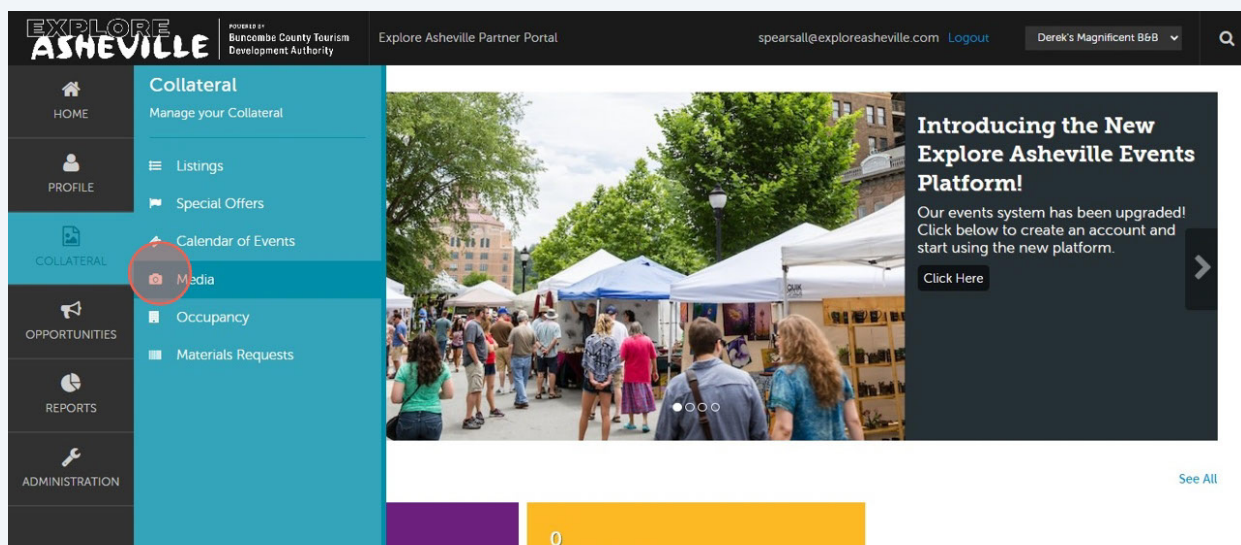 EXPLORE
ASHEVILLE
POWERED BY
Buncombe County Tourism
Development Authority
Explore Asheville Partner Portal
spearsall@exploreasheville.com Logout
Derek's Magnificent B&B
HOME
PROFILE
COLLATERAL
OPPORTUNITIES
REPORTS
ADMINISTRATION
Collateral
Manage your Collateral
Listings
Special Offers
Calendar of Events
Media
Occupancy
Materials Requests
Introducing the New
Explore Asheville Events
Platform!
Our events system has been upgraded!
Click below to create an account and
start using the new platform.
Click Here
See All
0